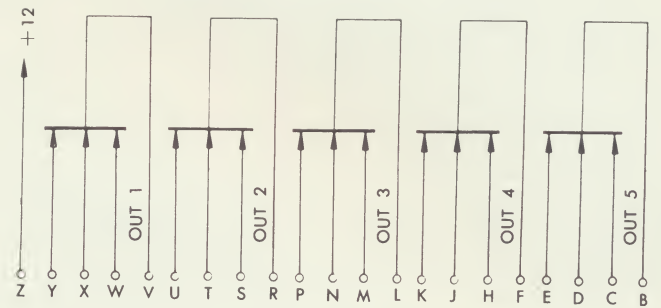 +12
OUT 1
OUT 2
OUT 3
OUT 4
OUT 5
Z Y X W V U T S R P N M L K J H F E D C B